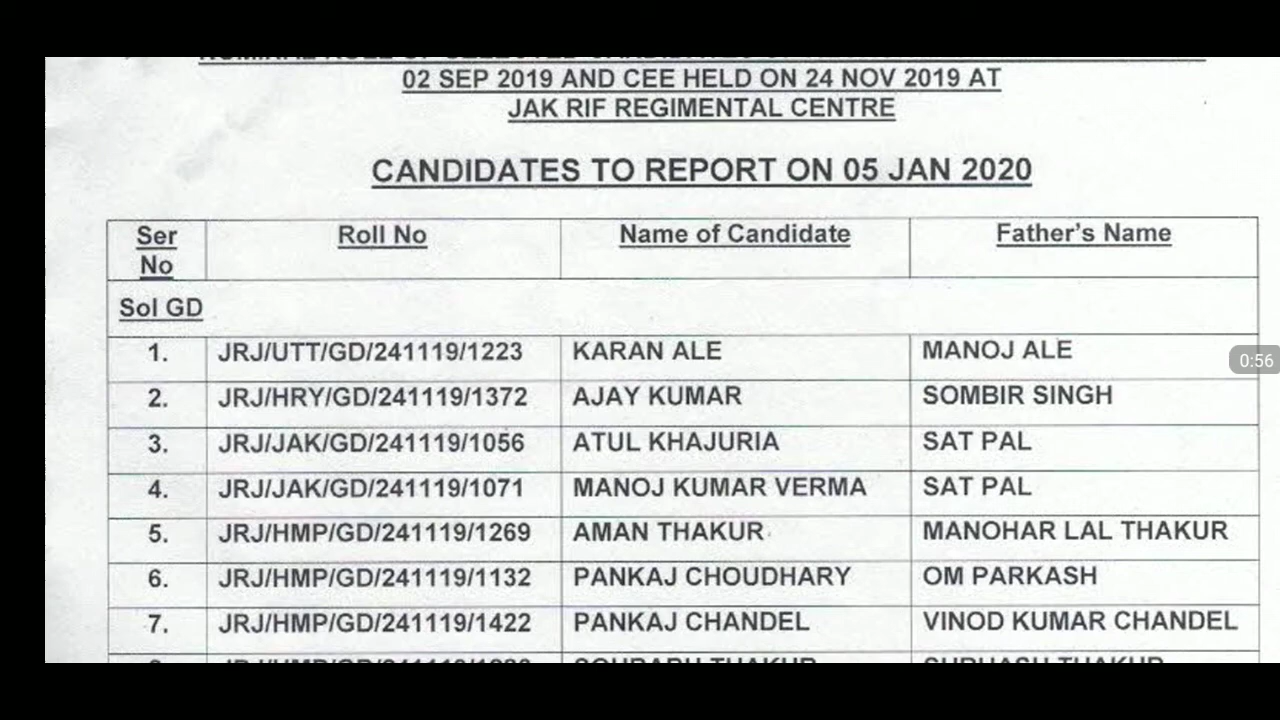 02 SEP 2019 AND CEE HELD ON 24 NOV 2019 AT
JAK RIF REGIMENTAL CENTRE
CANDIDATES TO REPORT ON 05 JAN 2020
Ser No Roll No Name of Candidate Father's Name
Sol GD
1. JRJ/UTT/GD/241119/1223 KARAN ALE MANOJ ALE
2. JRJ/HRY/GD/241119/1372 AJAY KUMAR SOMBIR SINGH
3. JRJ/JAK/GD/241119/1056 ATUL KHAJURIA SAT PAL
4. JRJ/JAK/GD/241119/1071 MANOJ KUMAR VERMA SAT PAL
5. JRJ/HMP/GD/241119/1269 AMAN THAKUR MANOHAR LAL THAKUR
6. JRJ/HMP/GD/241119/1132 PANKAJ CHOUDHARY OM PARKASH
7. JRJ/HMP/GD/241119/1422 PANKAJ CHANDEL VINOD KUMAR CHANDEL
0:56